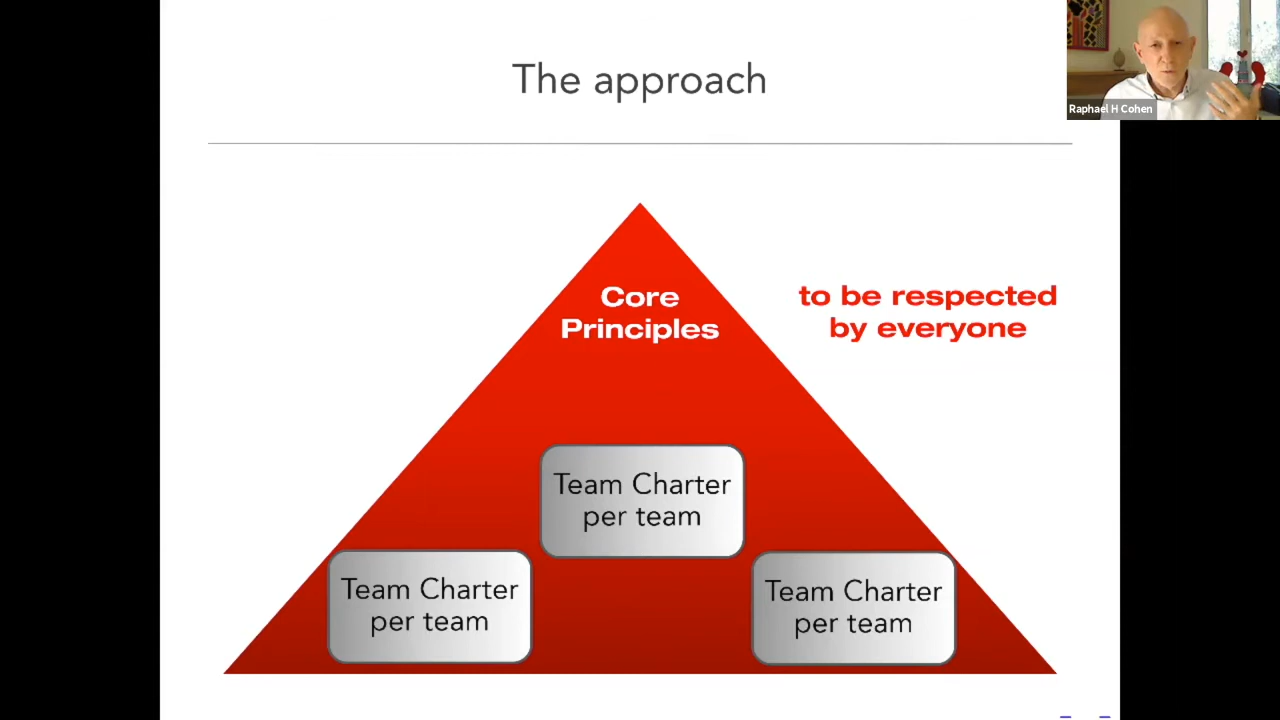 The approach
Raphael H Cohen
Core
Principles
to be respected
by everyone
Team Charter
per team
Team Charter
per team
Team Charter
per team